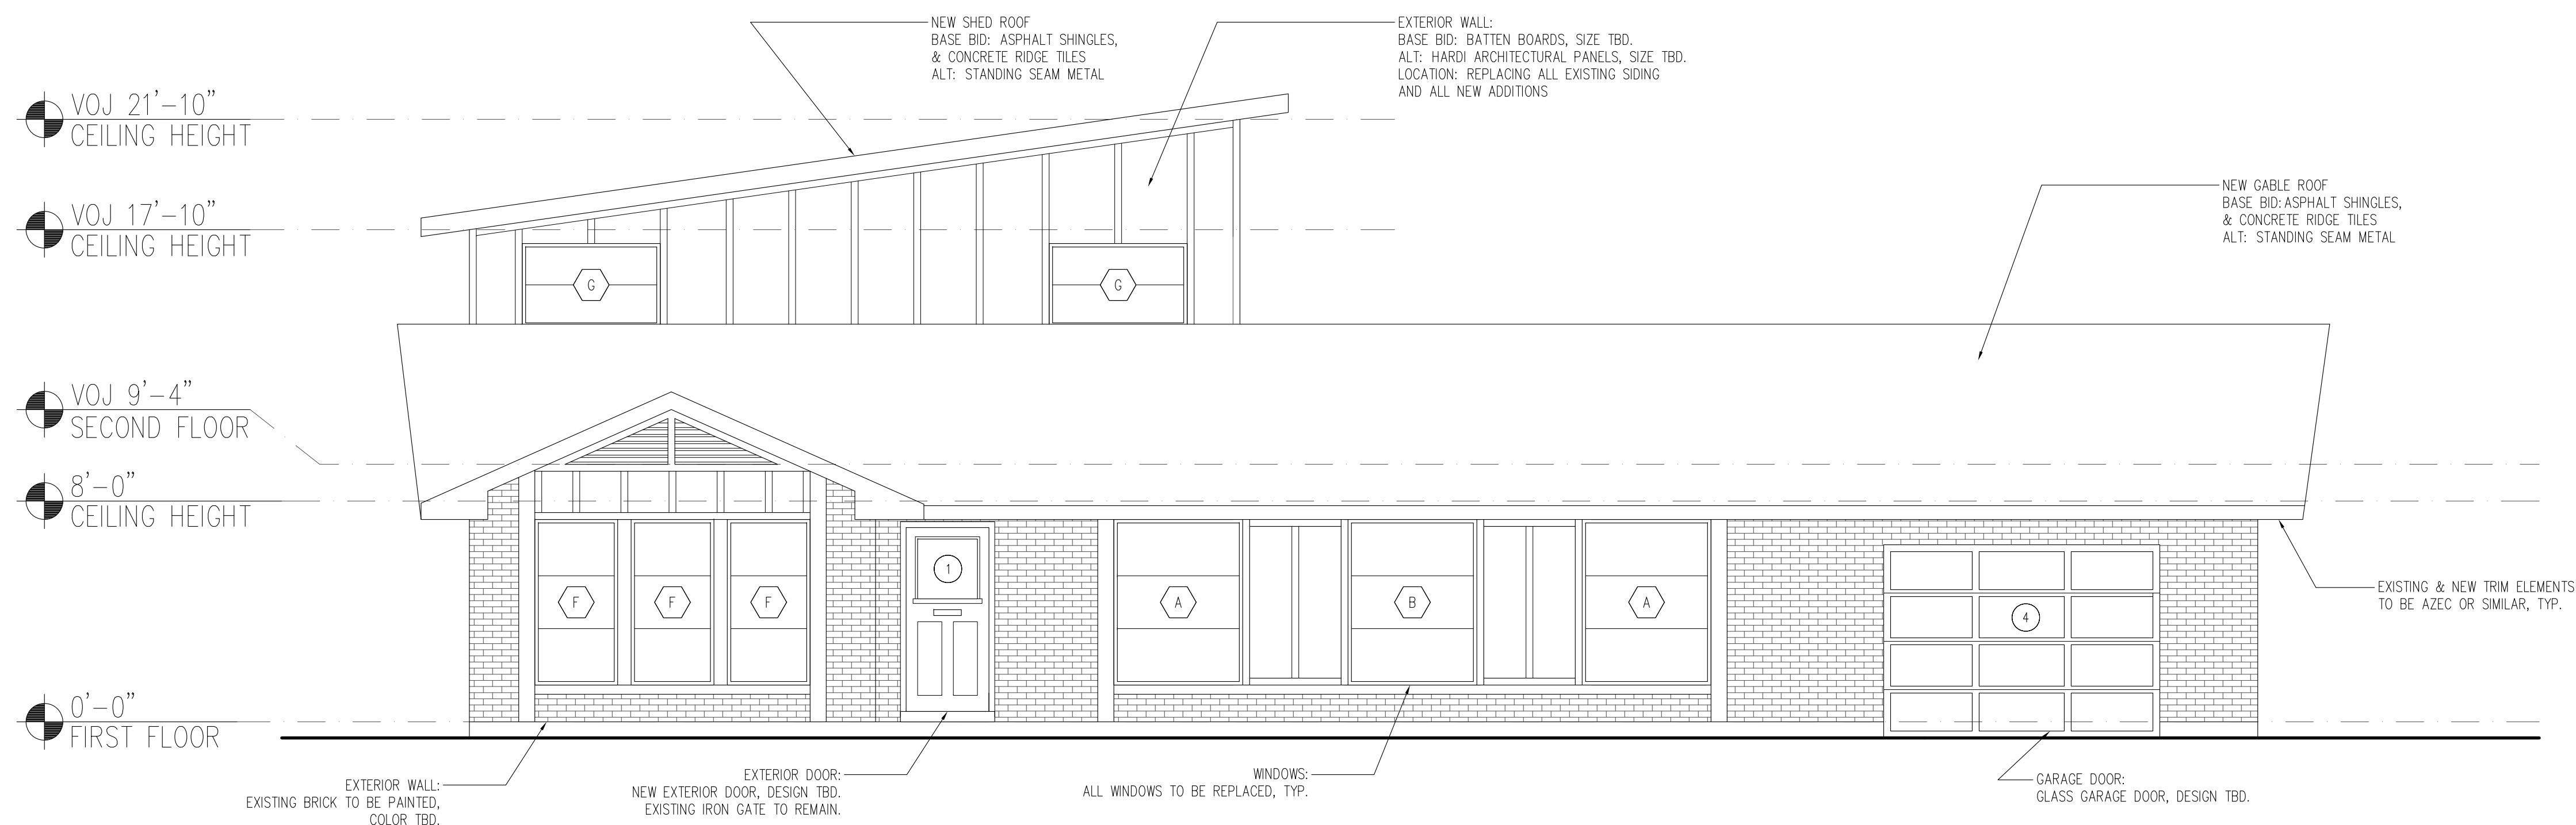 NEW SHED ROOF
BASE BID: ASPHALT SHINGLES,
& CONCRETE RIDGE TILES
ALT: STANDING SEAM METAL
EXTERIOR WALL:
BASE BID: BATTEN BOARDS, SIZE TBD.
ALT: HARDI ARCHITECTURAL PANELS, SIZE TBD.
LOCATION: REPLACING ALL EXISTING SIDING
AND ALL NEW ADDITIONS
VOJ 21'-10"
CEILING HEIGHT
NEW GABLE ROOF
BASE BID: ASPHALT SHINGLES,
& CONCRETE RIDGE TILES
ALT: STANDING SEAM METAL
VOJ 17'-10"
CEILING HEIGHT
G
G
VOJ 9'-4"
SECOND FLOOR
8'-0"
CEILING HEIGHT
1
F
F
F
A
B
A
4
EXISTING & NEW TRIM ELEMENTS
TO BE AZEC OR SIMILAR, TYP.
0'-0"
FIRST FLOOR
EXTERIOR WALL:
EXISTING BRICK TO BE PAINTED,
COLOR TBD.
EXTERIOR DOOR:
NEW EXTERIOR DOOR, DESIGN TBD.
EXISTING IRON GATE TO REMAIN.
WINDOWS:
ALL WINDOWS TO BE REPLACED, TYP.
GARAGE DOOR:
GLASS GARAGE DOOR, DESIGN TBD.